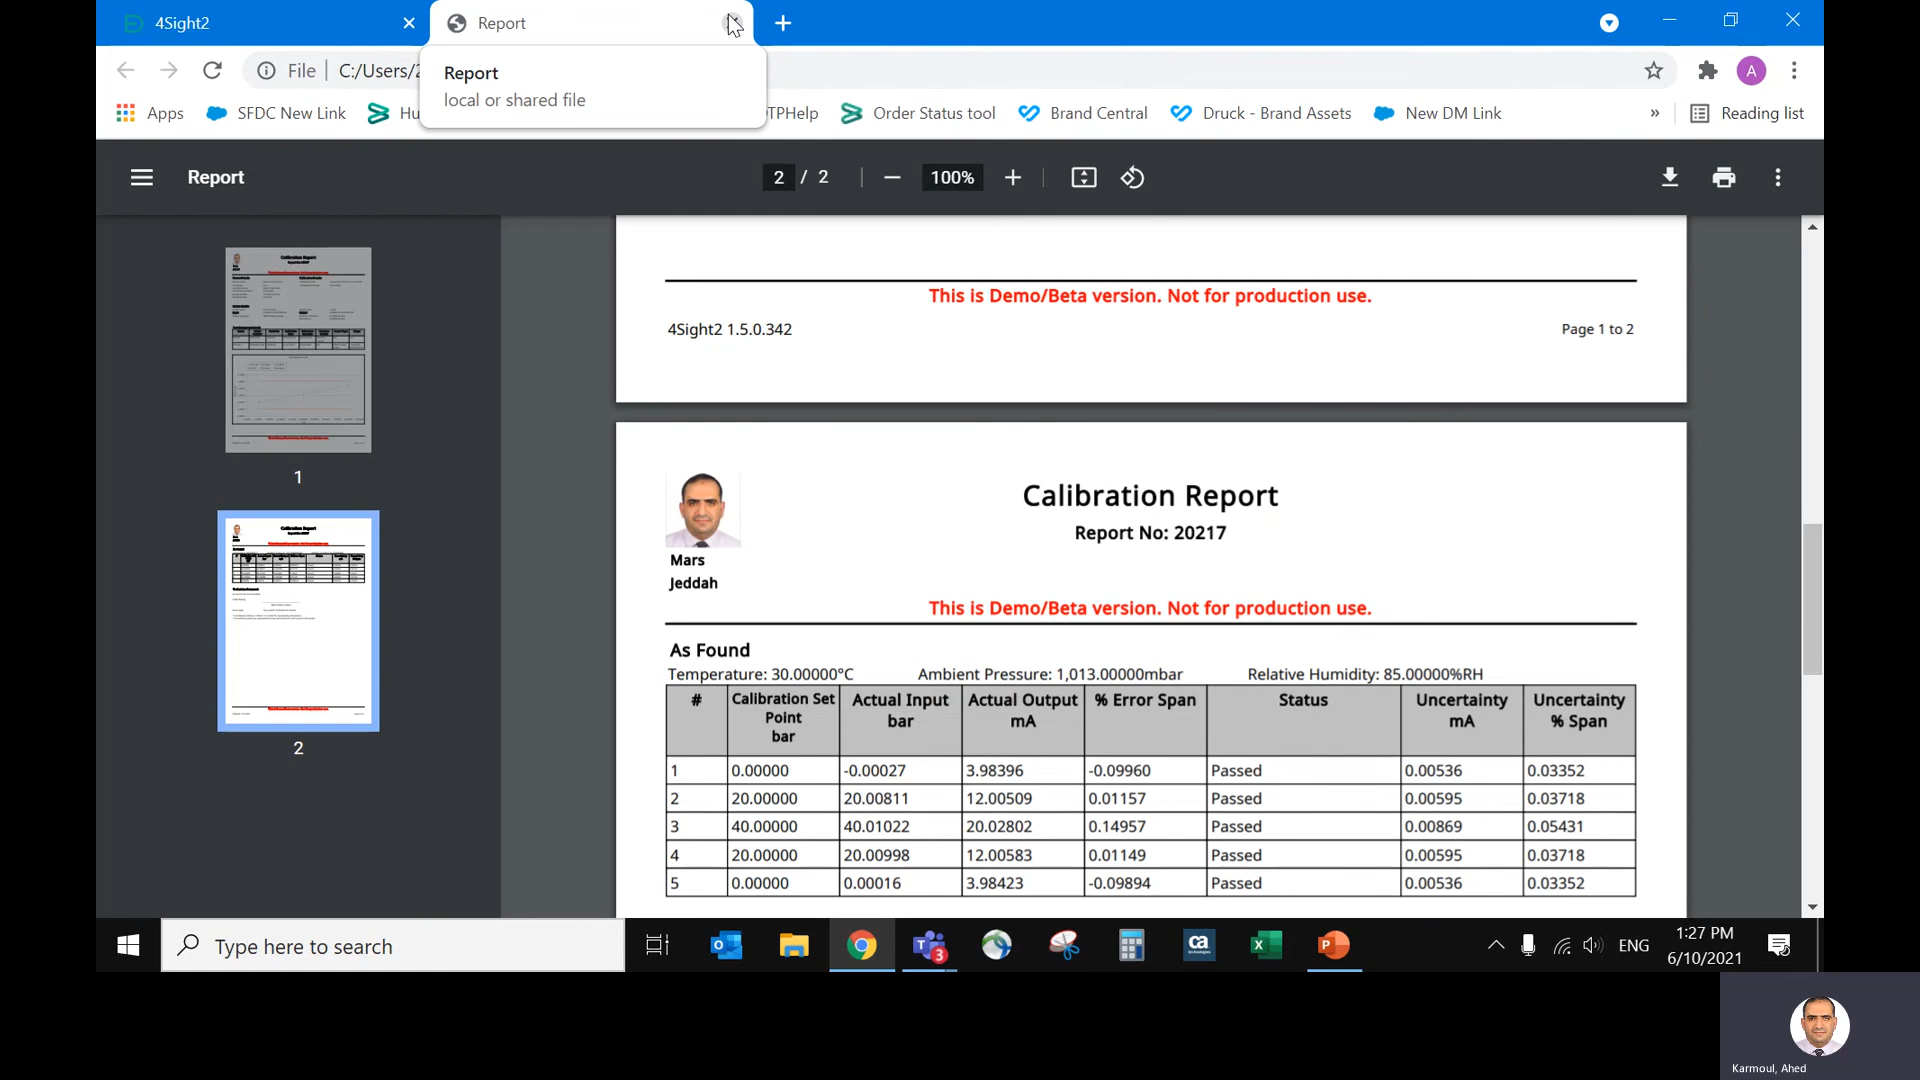 4Sight2
Report
File
C:/Users/2
Report
local or shared file
Apps
SFDC New Link
Hu
OTPHelp
Order Status tool
Brand Central
Druck - Brand Assets
New DM Link
»
Reading list
A
Report
2 / 2
100%
1
2
This is Demo/Beta version. Not for production use.
4Sight2 1.5.0.342
Page 1 to 2
Calibration Report
Report No: 20217
Mars
Jeddah
This is Demo/Beta version. Not for production use.
As Found
Temperature: 30.00000°C Ambient Pressure: 1,013.00000mbar Relative Humidity: 85.00000%RH
# Calibration Set Point bar Actual Input bar Actual Output mA % Error Span Status Uncertainty mA Uncertainty % Span
1 0.00000 -0.00027 3.98396 -0.09960 Passed 0.00536 0.03352
2 20.00000 20.00811 12.00509 0.01157 Passed 0.00595 0.03718
3 40.00000 40.01022 20.02802 0.14957 Passed 0.00869 0.05431
4 20.00000 20.00998 12.00583 0.01149 Passed 0.00595 0.03718
5 0.00000 0.00016 3.98423 -0.09894 Passed 0.00536 0.03352
Type here to search
3
ca
ENG
1:27 PM
6/10/2021
Karmoul, Ahed